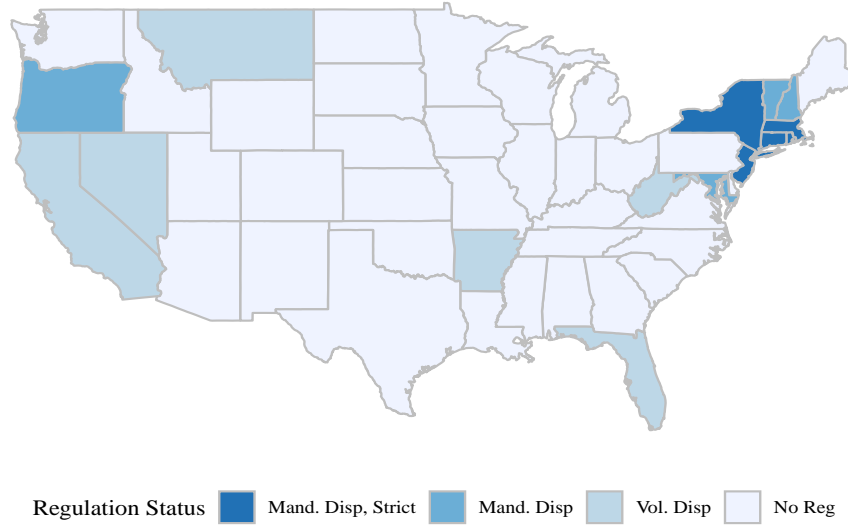 Regulation Status Mand. Disp, Strict Mand. Disp Vol. Disp No Reg